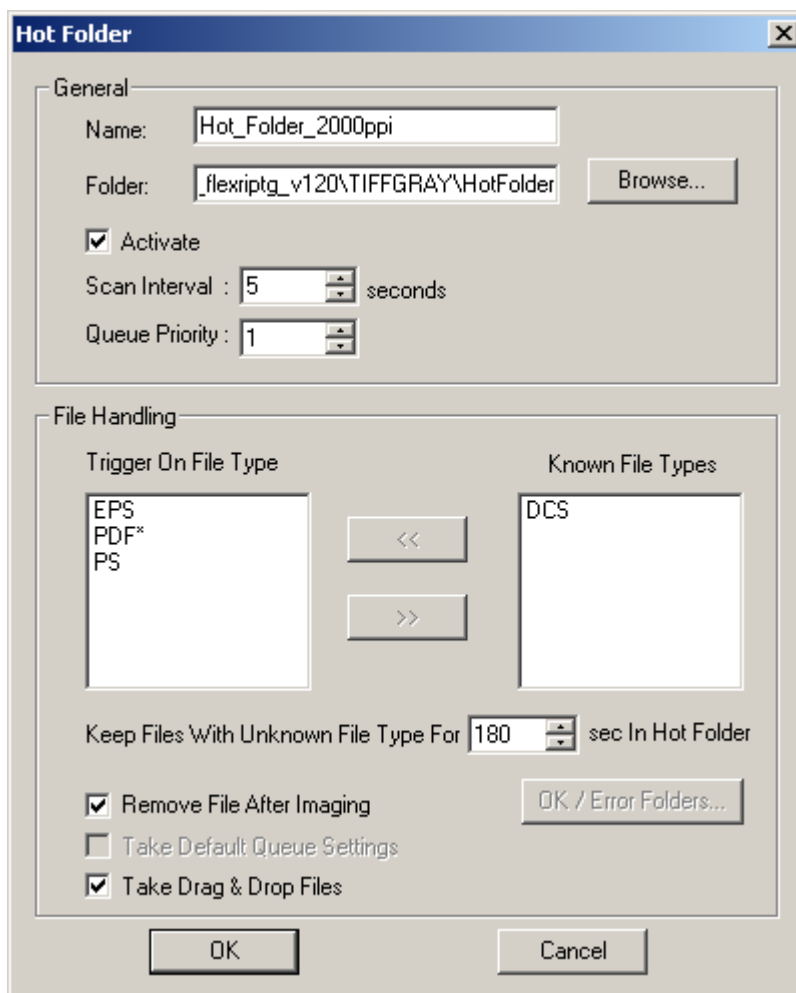 Hot Folder
General
Name: Hot_Folder_2000ppi
Folder: _flexriptg_v120\TIFFGRAY\HotFolder Browse...
Activate
Scan Interval : 5 seconds
Queue Priority : 1
File Handling
Trigger On File Type Known File Types
EPS << DCS
PDF*
PS
>>
Keep Files With Unknown File Type For 180 sec In Hot Folder
Remove File After Imaging OK / Error Folders...
Take Default Queue Settings
Take Drag & Drop Files
OK Cancel